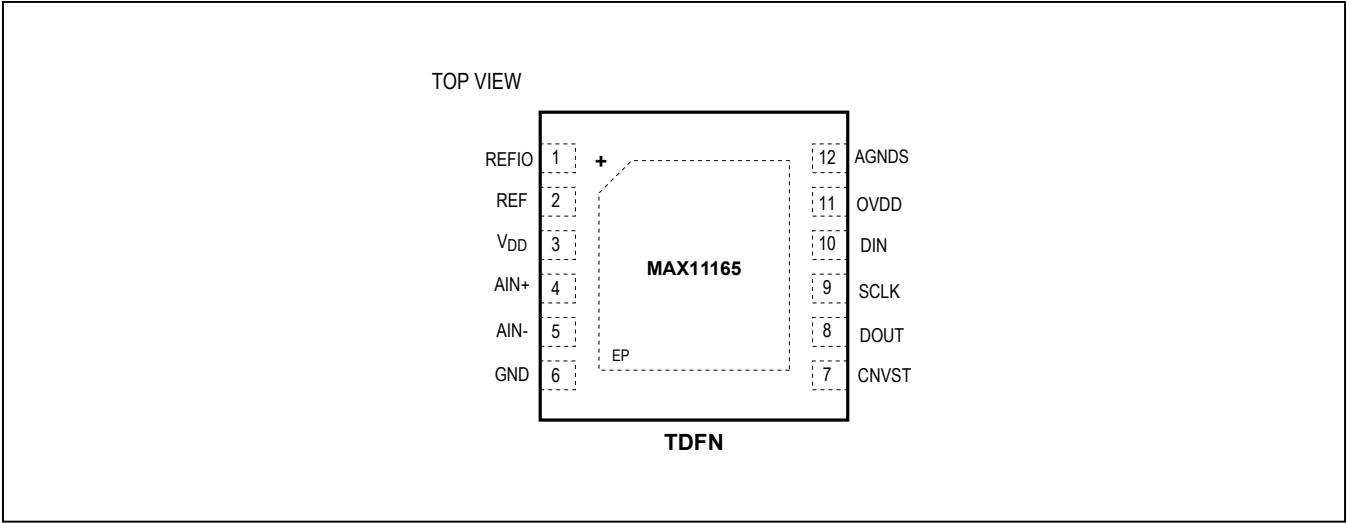 TOP VIEW
REFIO 1 + 12 AGNDS
REF 2 11 OVDD
VDD 3 10 DIN
MAX11165
AIN+ 4 9 SCLK
AIN- 5 8 DOUT
EP
GND 6 7 CNVST
TDFN